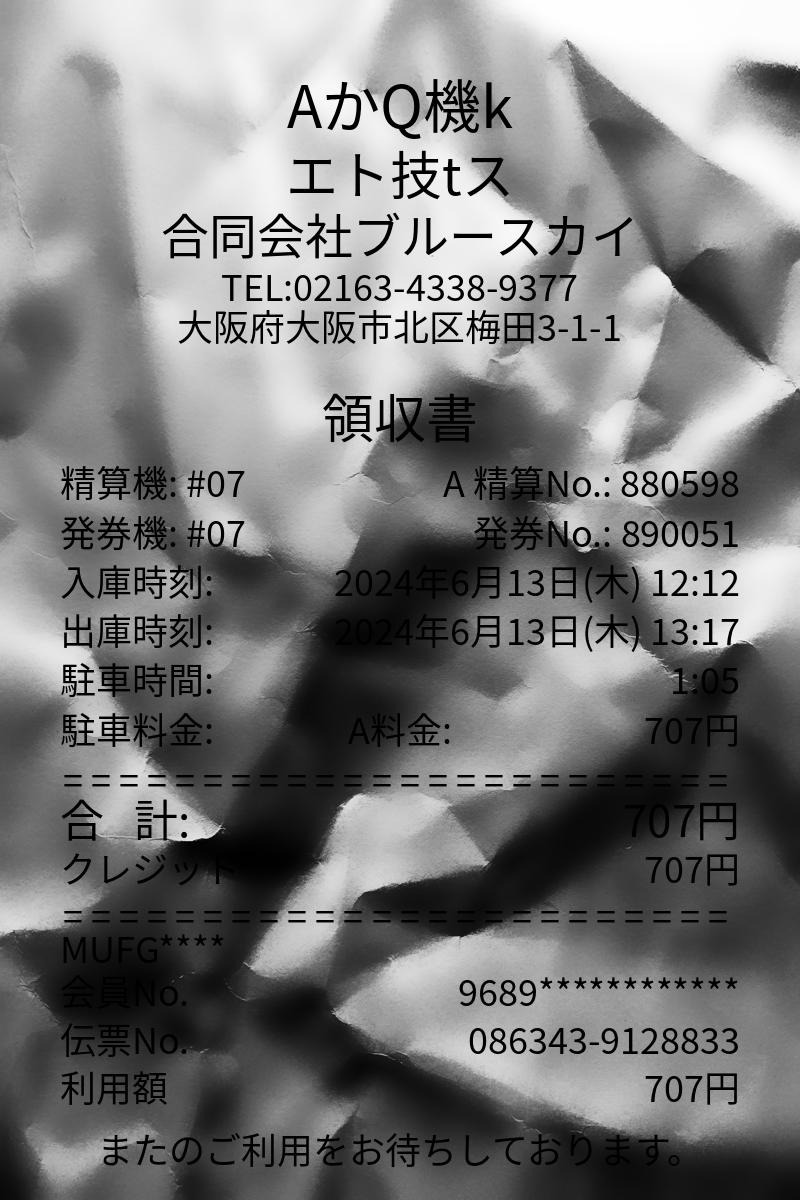 AかQ機k
エト技tス
合同会社ブルースカイ
TEL:02163-4338-9377
大阪府大阪市北区梅田3-1-1
領収書
精算機: #07 A 精算No.: 880598
発券機: #07 発券No.: 890051
入庫時刻: 2024年6月13日(木) 12:12
出庫時刻: 2024年6月13日(木) 13:17
駐車時間: 1:05
駐車料金: A料金: 707円
========================
合 計: 707円
クレジット 707円
========================
MUFG****
会員No. 9689************
伝票No. 086343-9128833
利用額 707円
またのご利用をお待ちしております。